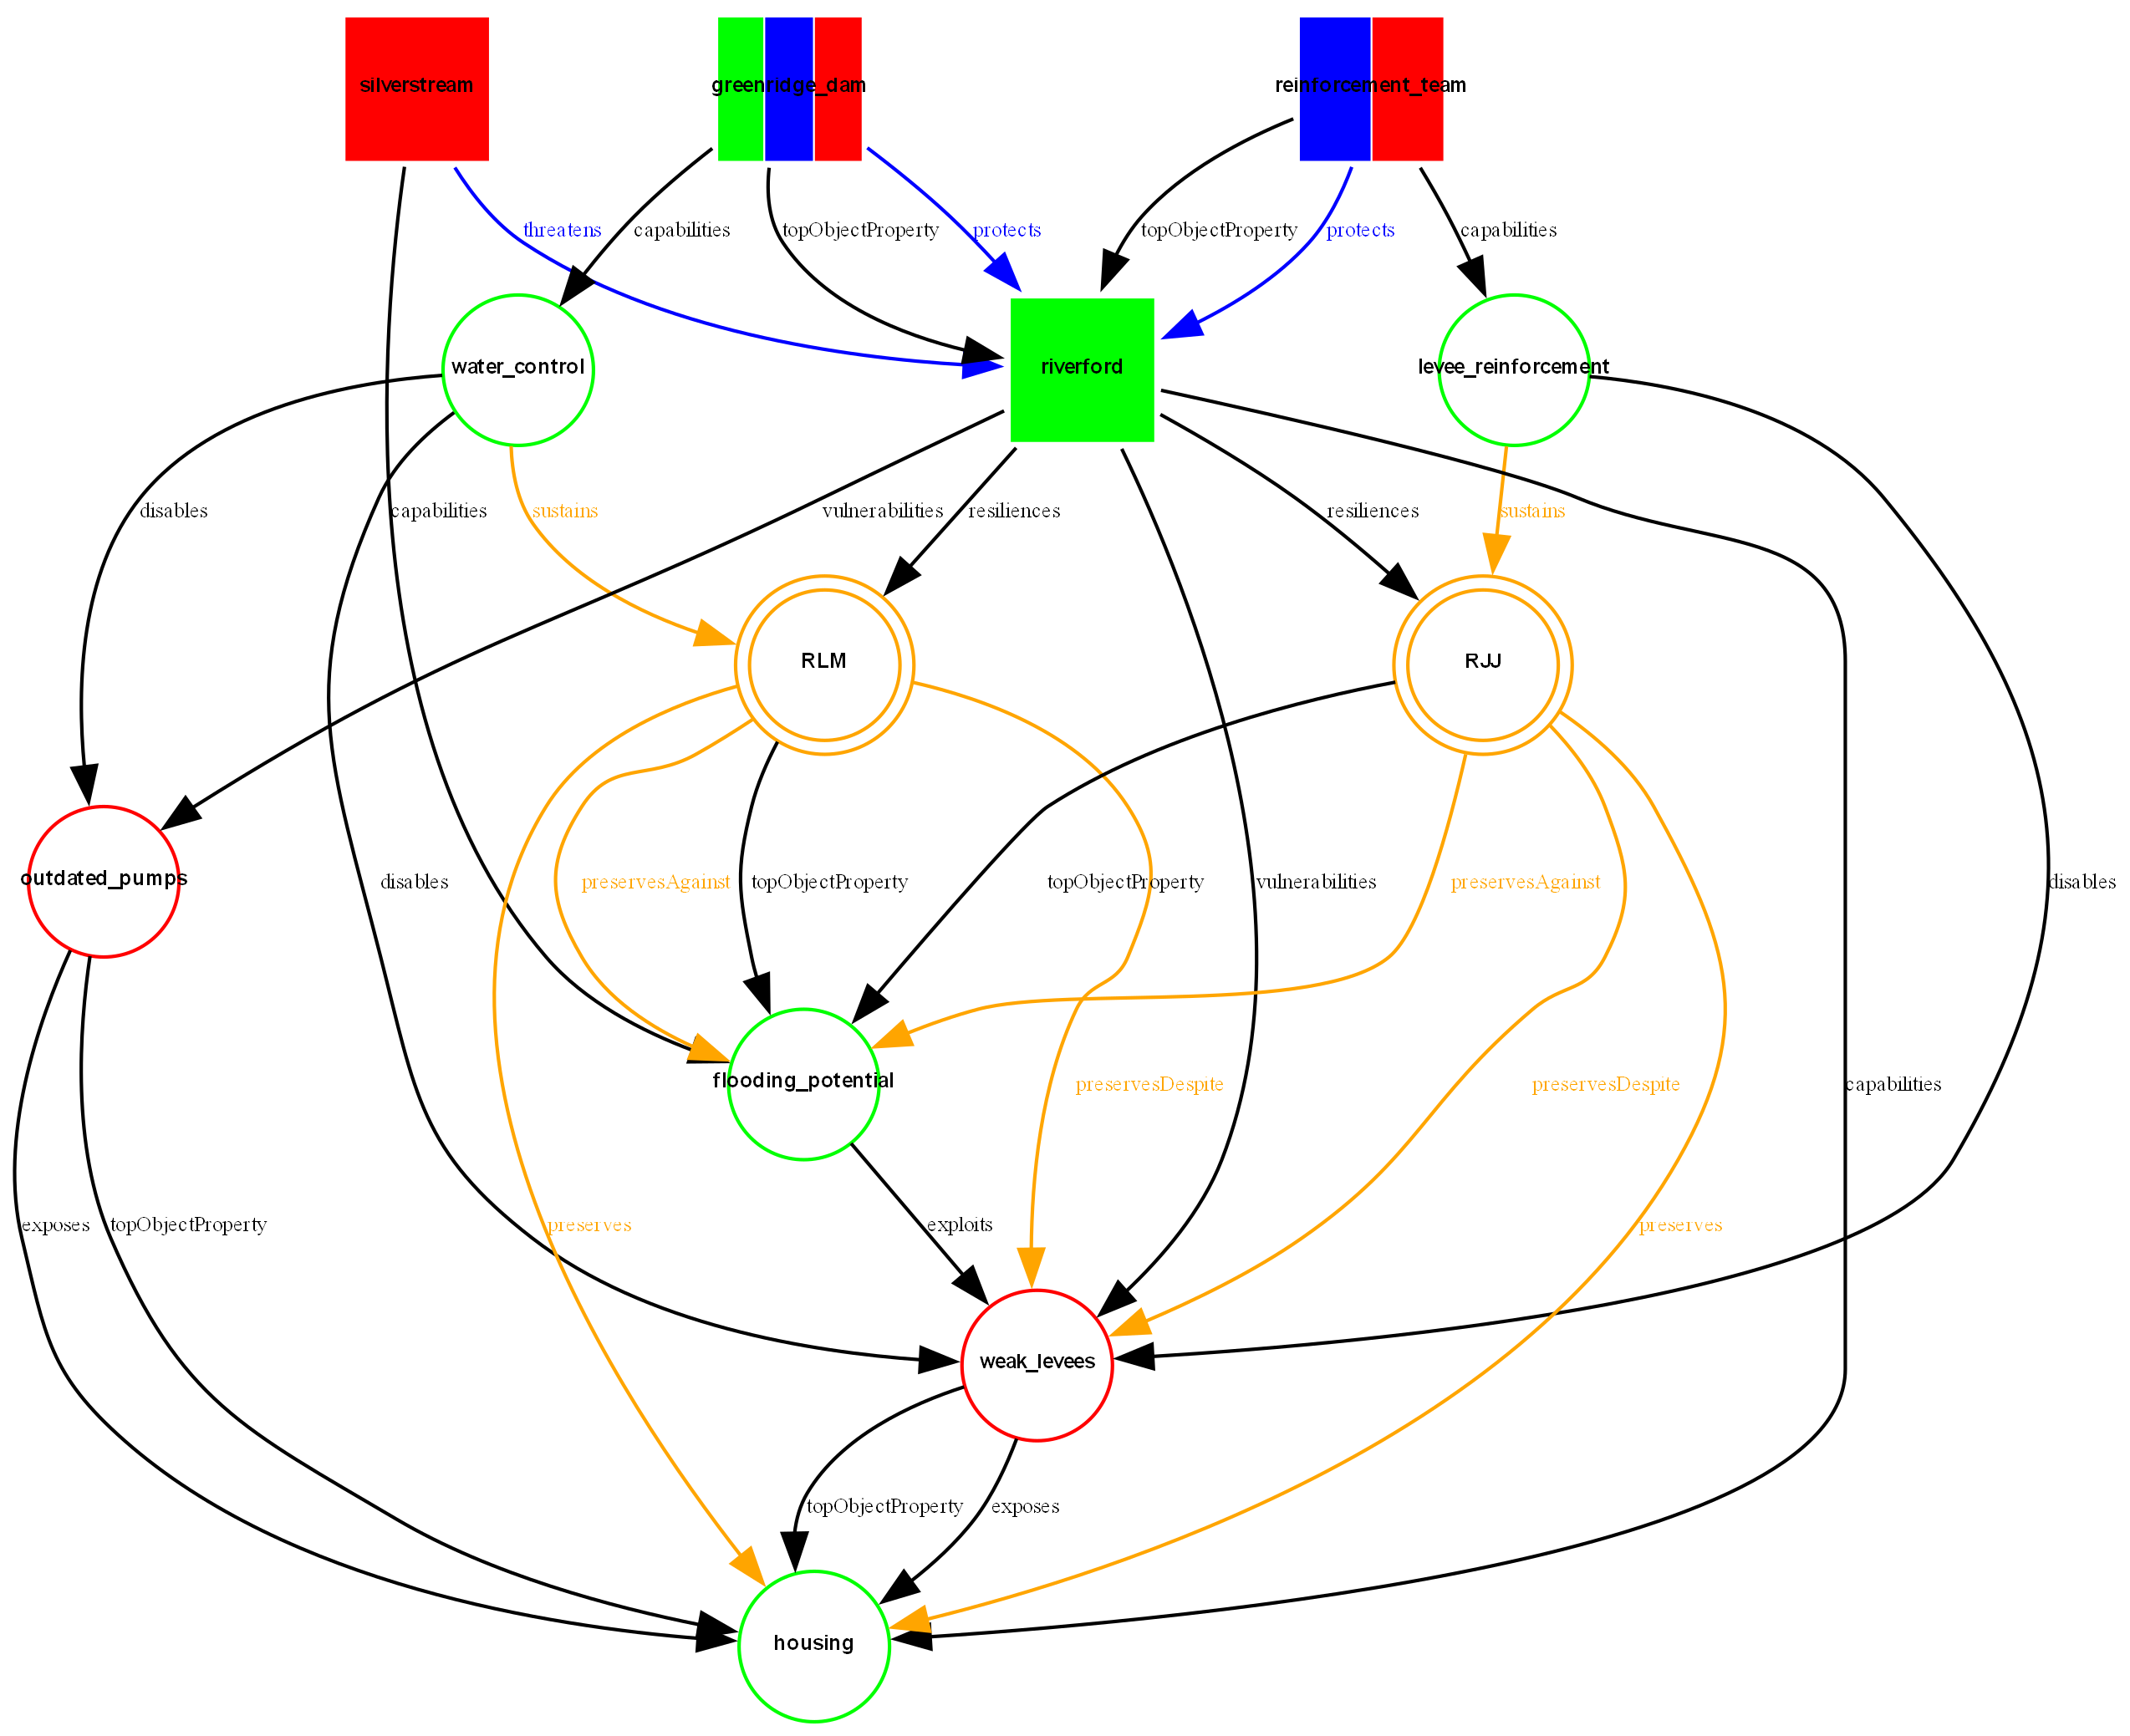 silverstream
greenridge_dam
reinforcement_team
threatens
capabilities
topObjectProperty
protects
topObjectProperty
protects
capabilities
water_control
riverford
levee_reinforcement
disables
capabilities
sustains
vulnerabilities
resiliences
resiliences
sustains
RLM
RJJ
outdated_pumps
disables
preservesAgainst
topObjectProperty
topObjectProperty
vulnerabilities
preservesAgainst
disables
flooding_potential
preservesDespite
preservesDespite
capabilities
exposes
topObjectProperty
preserves
exploits
preserves
weak_levees
topObjectProperty
exposes
housing